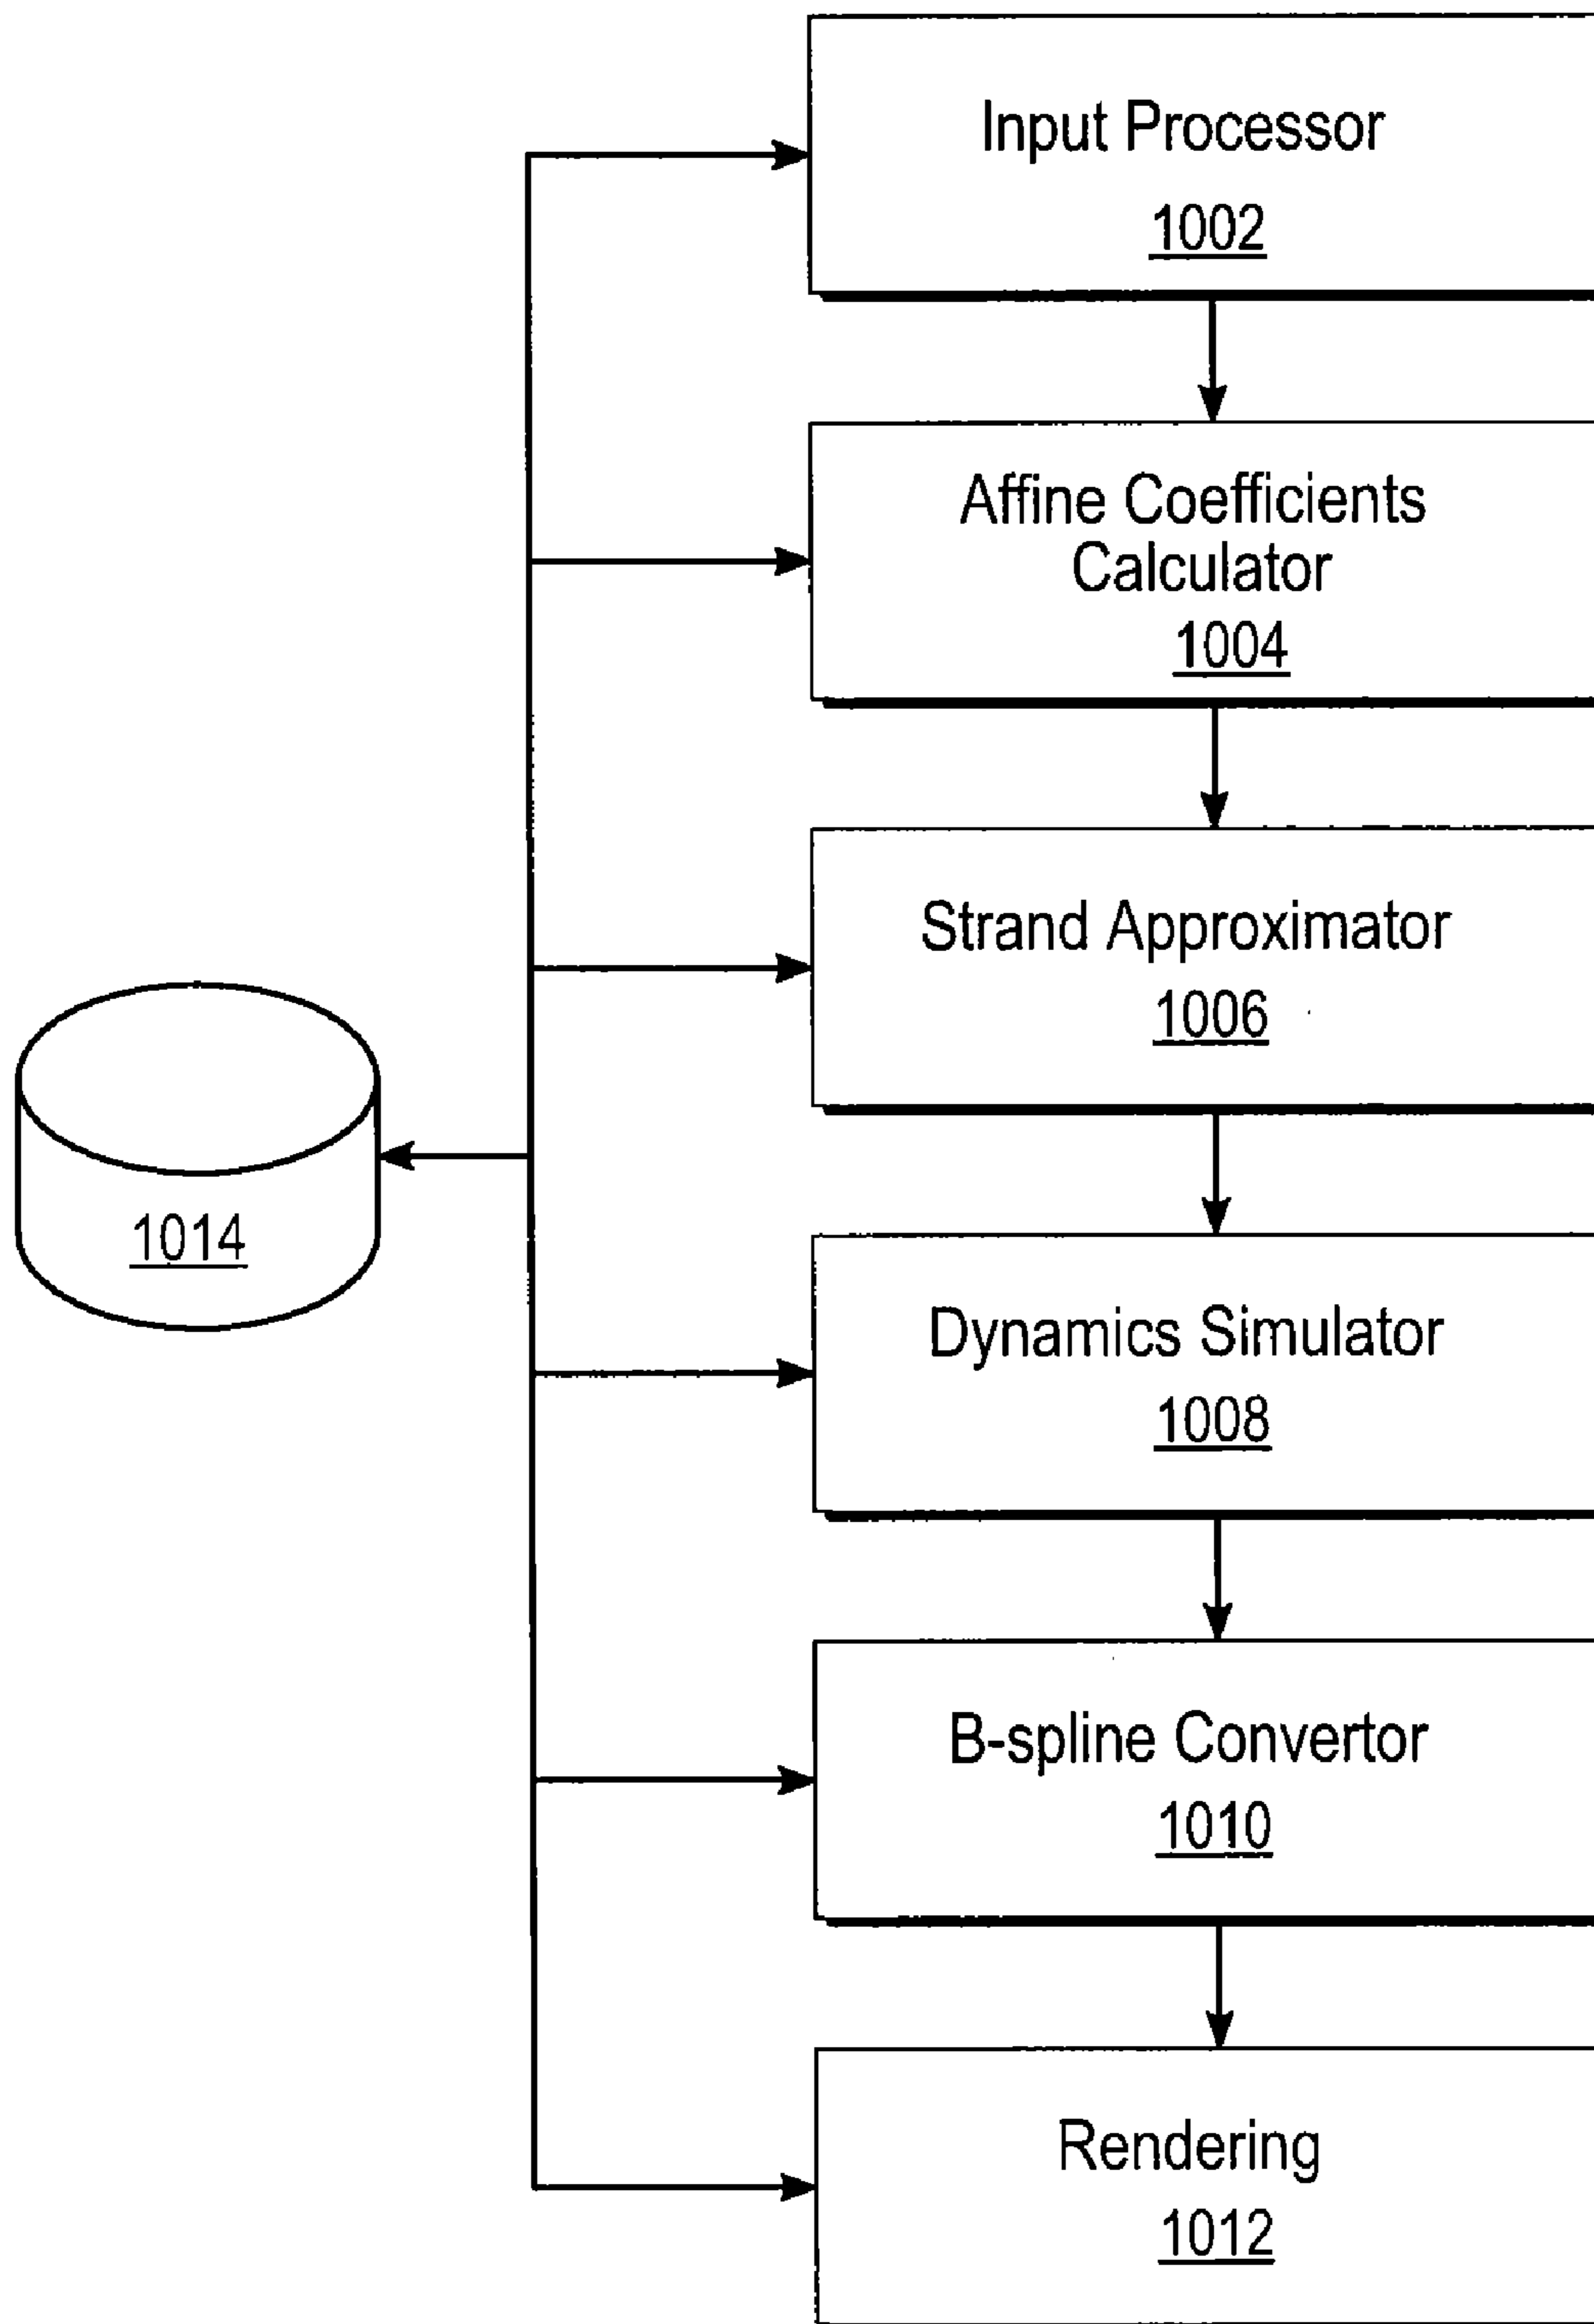 Input Processor
1002
Affine Coefficients
Calculator
1004
Strand Approximator
1006
1014
Dynamics Simulator
1008
B-spline Convertor
1010
Rendering
1012